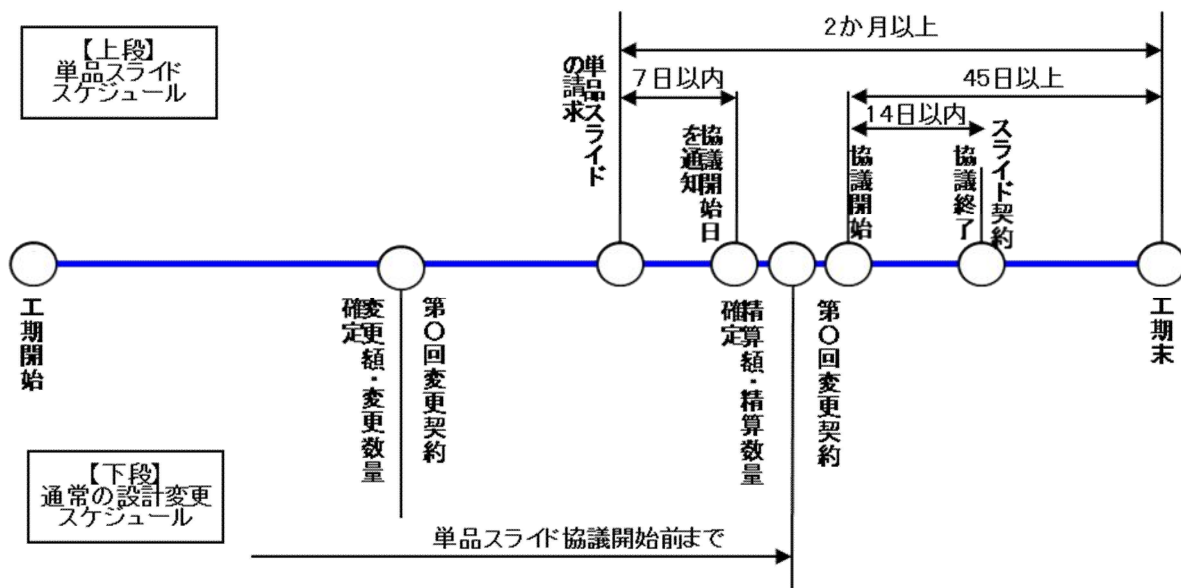 【上段】
単品スライド
スケジュール
2か月以上
単品スライド
の請求
7日以内
45日以上
14日以内
協議開始日
を通知
協議開始
協議終了
スライド契約
工期開始
変更額・変更数量
確定
第〇回変更契約
精算額・精算数量
確定
第〇回変更契約
工期末
【下段】
通常の設計変更
スケジュール
単品スライド協議開始前まで